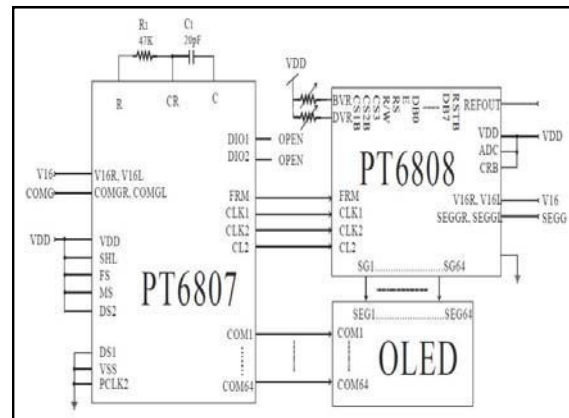 R1
47K
C1
20pF
R
CR
C
DIO1
OPEN
DIO2
OPEN
V16
V16R, V16L
COMG
COMGR, COMGL
FRM
CLK1
CLK2
CL2
VDD
VDD
SHL
FS
MS
DS2
PT6807
DS1
VSS
PCLK2
COM1
COM64
VDD
BVR
DVR
CS1B
CS2B
CS3
R/W
RS
E
DB0
DB7
RSTB
REFOUT
VDD
VDD
ADC
CRB
PT6808
FRM
CLK1
CLK2
CL2
V16R, V16L
V16
SEGGR, SEGGL
SEGG
SG1......................SG64
SEG1......................SEG64
COM1
OLED
COM64